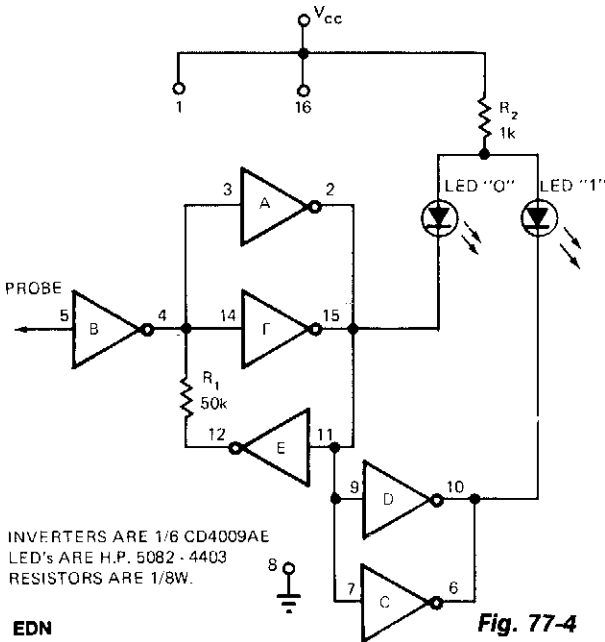 Vcc
1
16
R2
1k
LED "0"
LED "1"
3
A
2
PROBE
5
B
4
14
F
15
R1
50k
12
E
11
9
D
10
7
C
6
INVERTERS ARE 1/6 CD4009AE
LED's ARE H.P. 5082 - 4403
RESISTORS ARE 1/8W.
8
EDN
Fig. 77-4